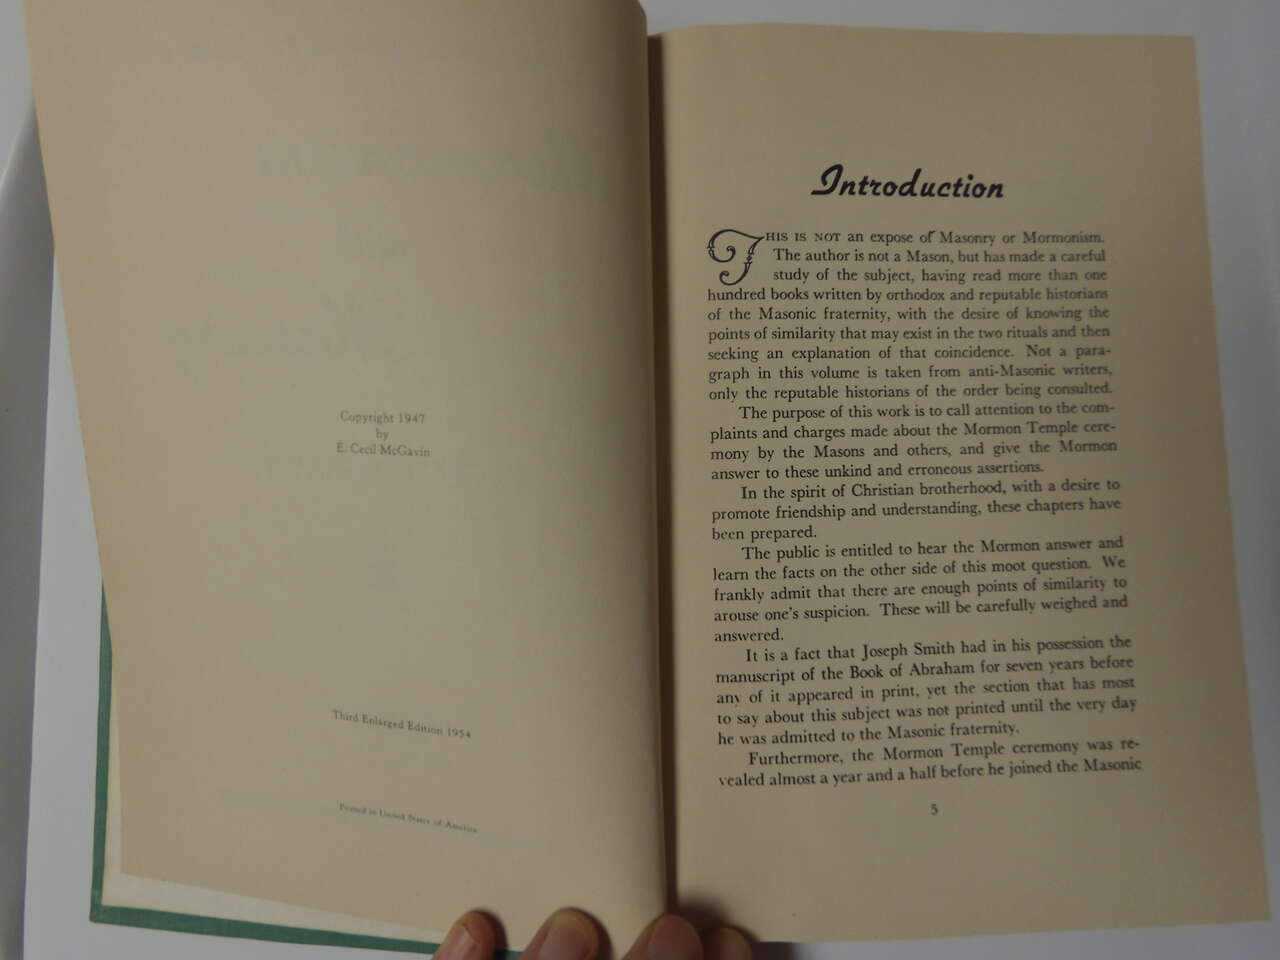 Copyright 1947
by
E. Cecil McGavin
Third Enlarged Edition 1954
Printed in United States of America
Introduction
THIS IS NOT an expose of Masonry or Mormonism.
The author is not a Mason, but has made a careful
study of the subject, having read more than one
hundred books written by orthodox and reputable historians
of the Masonic fraternity, with the desire of knowing the
points of similarity that may exist in the two rituals and then
seeking an explanation of that coincidence. Not a para-
graph in this volume is taken from anti-Masonic writers,
only the reputable historians of the order being consulted.
The purpose of this work is to call attention to the com-
plaints and charges made about the Mormon Temple cere-
mony by the Masons and others, and give the Mormon
answer to these unkind and erroneous assertions.
In the spirit of Christian brotherhood, with a desire to
promote friendship and understanding, these chapters have
been prepared.
The public is entitled to hear the Mormon answer and
learn the facts on the other side of this moot question. We
frankly admit that there are enough points of similarity to
arouse one's suspicion. These will be carefully weighed and
answered.
It is a fact that Joseph Smith had in his possession the
manuscript of the Book of Abraham for seven years before
any of it appeared in print, yet the section that has most
to say about this subject was not printed until the very day
he was admitted to the Masonic fraternity.
Furthermore, the Mormon Temple ceremony was re-
vealed almost a year and a half before he joined the Masonic
5